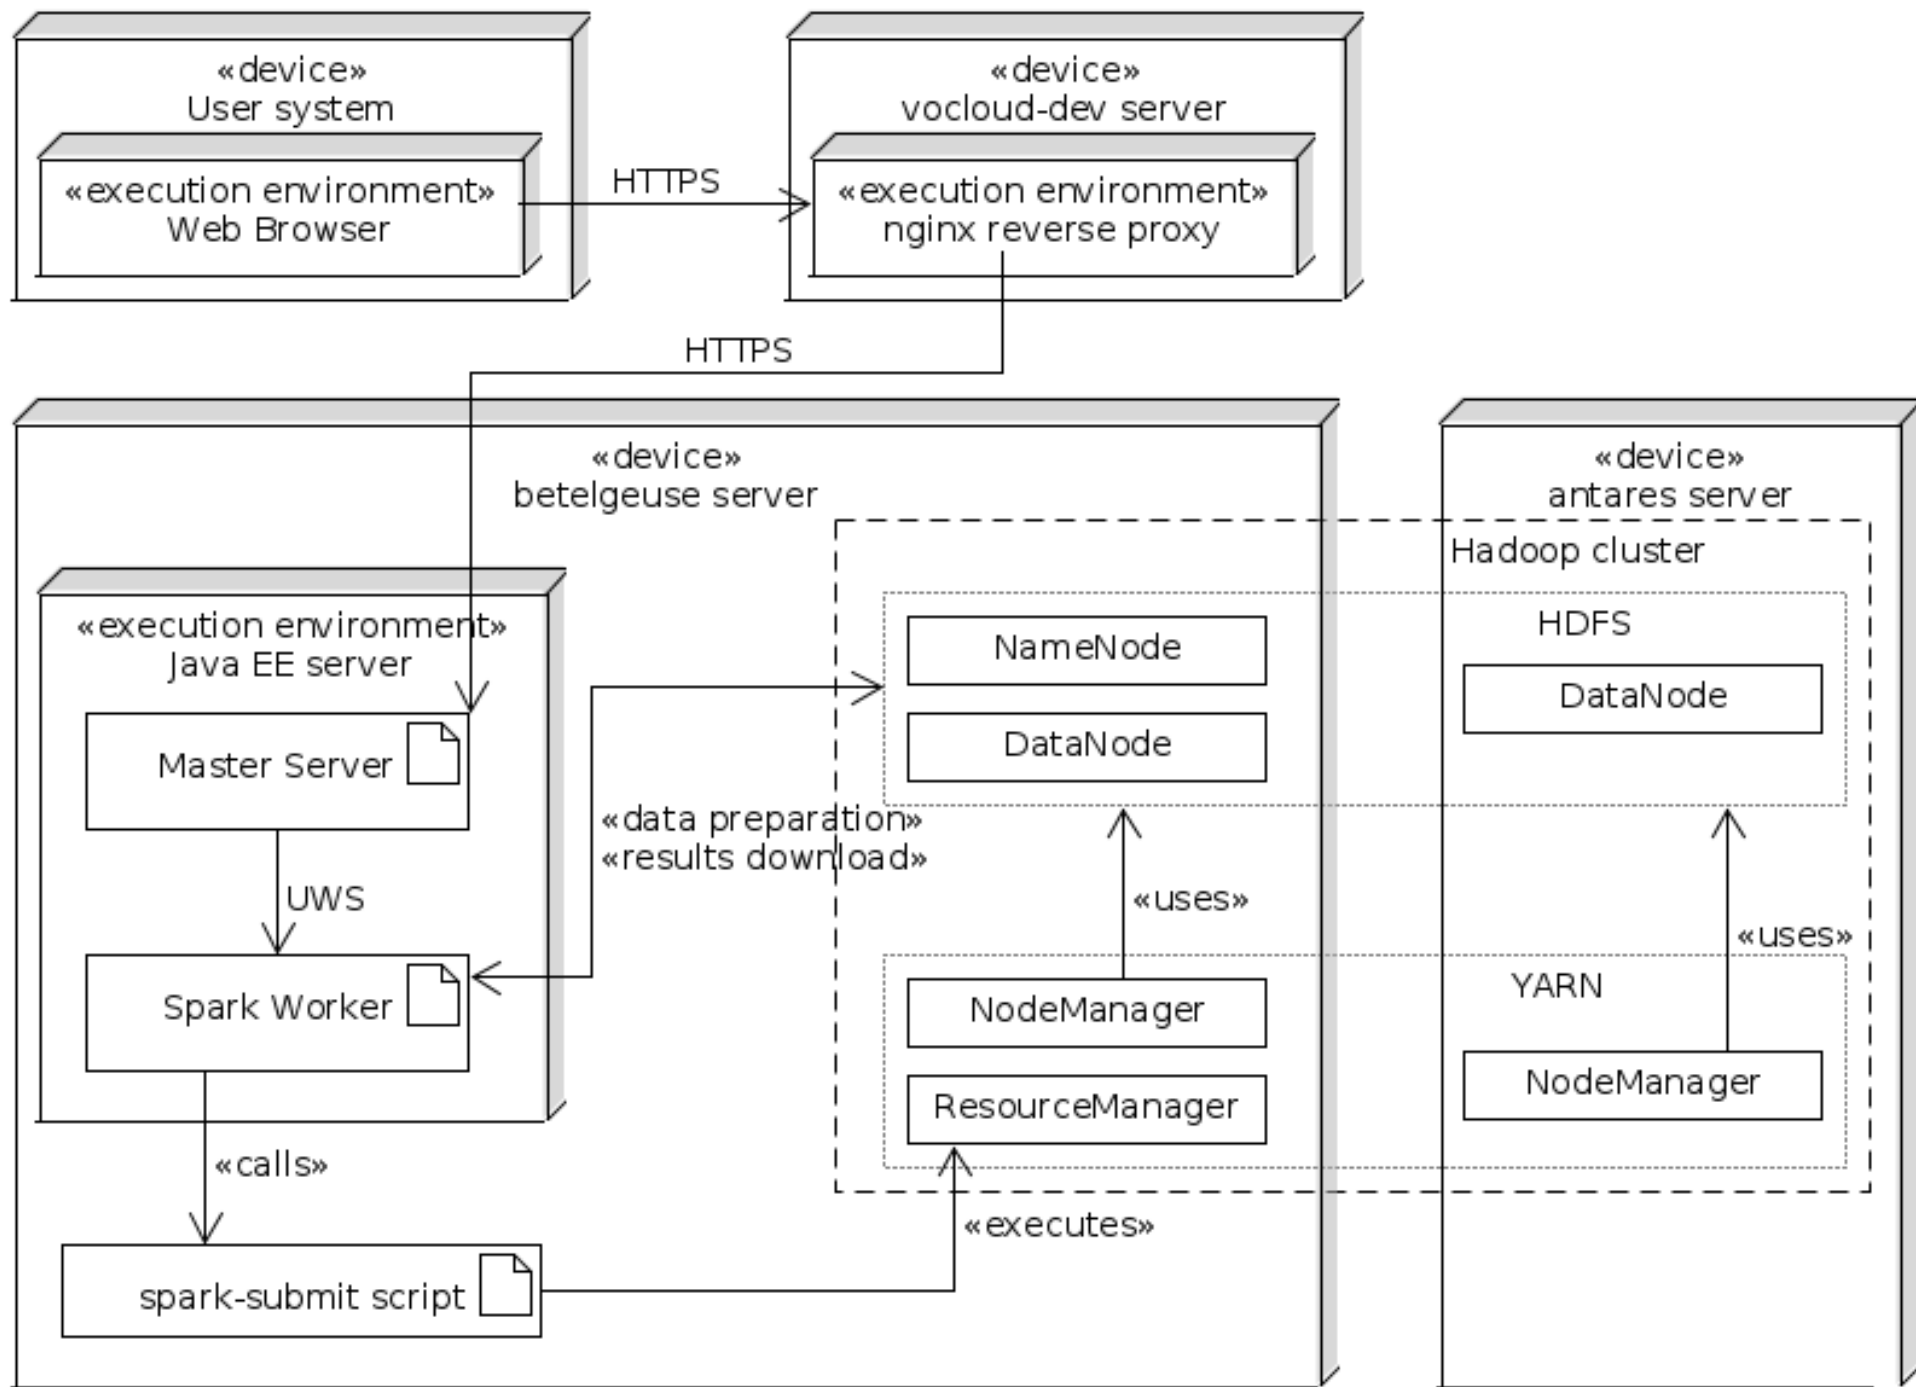 «device»
User system
«execution environment»
Web Browser
HTTPS
«device»
vocloud-dev server
«execution environment»
nginx reverse proxy
HTTPS
«device»
betelgeuse server
«execution environment»
Java EE server
Master Server
UWS
Spark Worker
«calls»
spark-submit script
«data preparation»
«results download»
«executes»
«device»
antares server
Hadoop cluster
HDFS
NameNode
DataNode
DataNode
«uses»
«uses»
YARN
NodeManager
ResourceManager
NodeManager